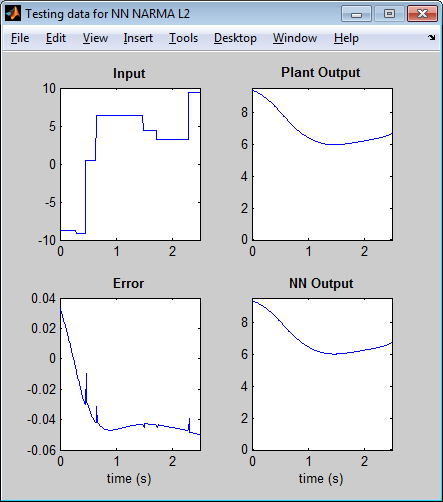 Testing data for NN NARMA L2
File Edit View Insert Tools Desktop Window Help
Input
10
5
0
-5
-10
0 1 2
Plant Output
8
6
4
2
0
0 1 2
Error
0.04
0.02
0
-0.02
-0.04
-0.06
0 1 2
time (s)
NN Output
8
6
4
2
0
0 1 2
time (s)